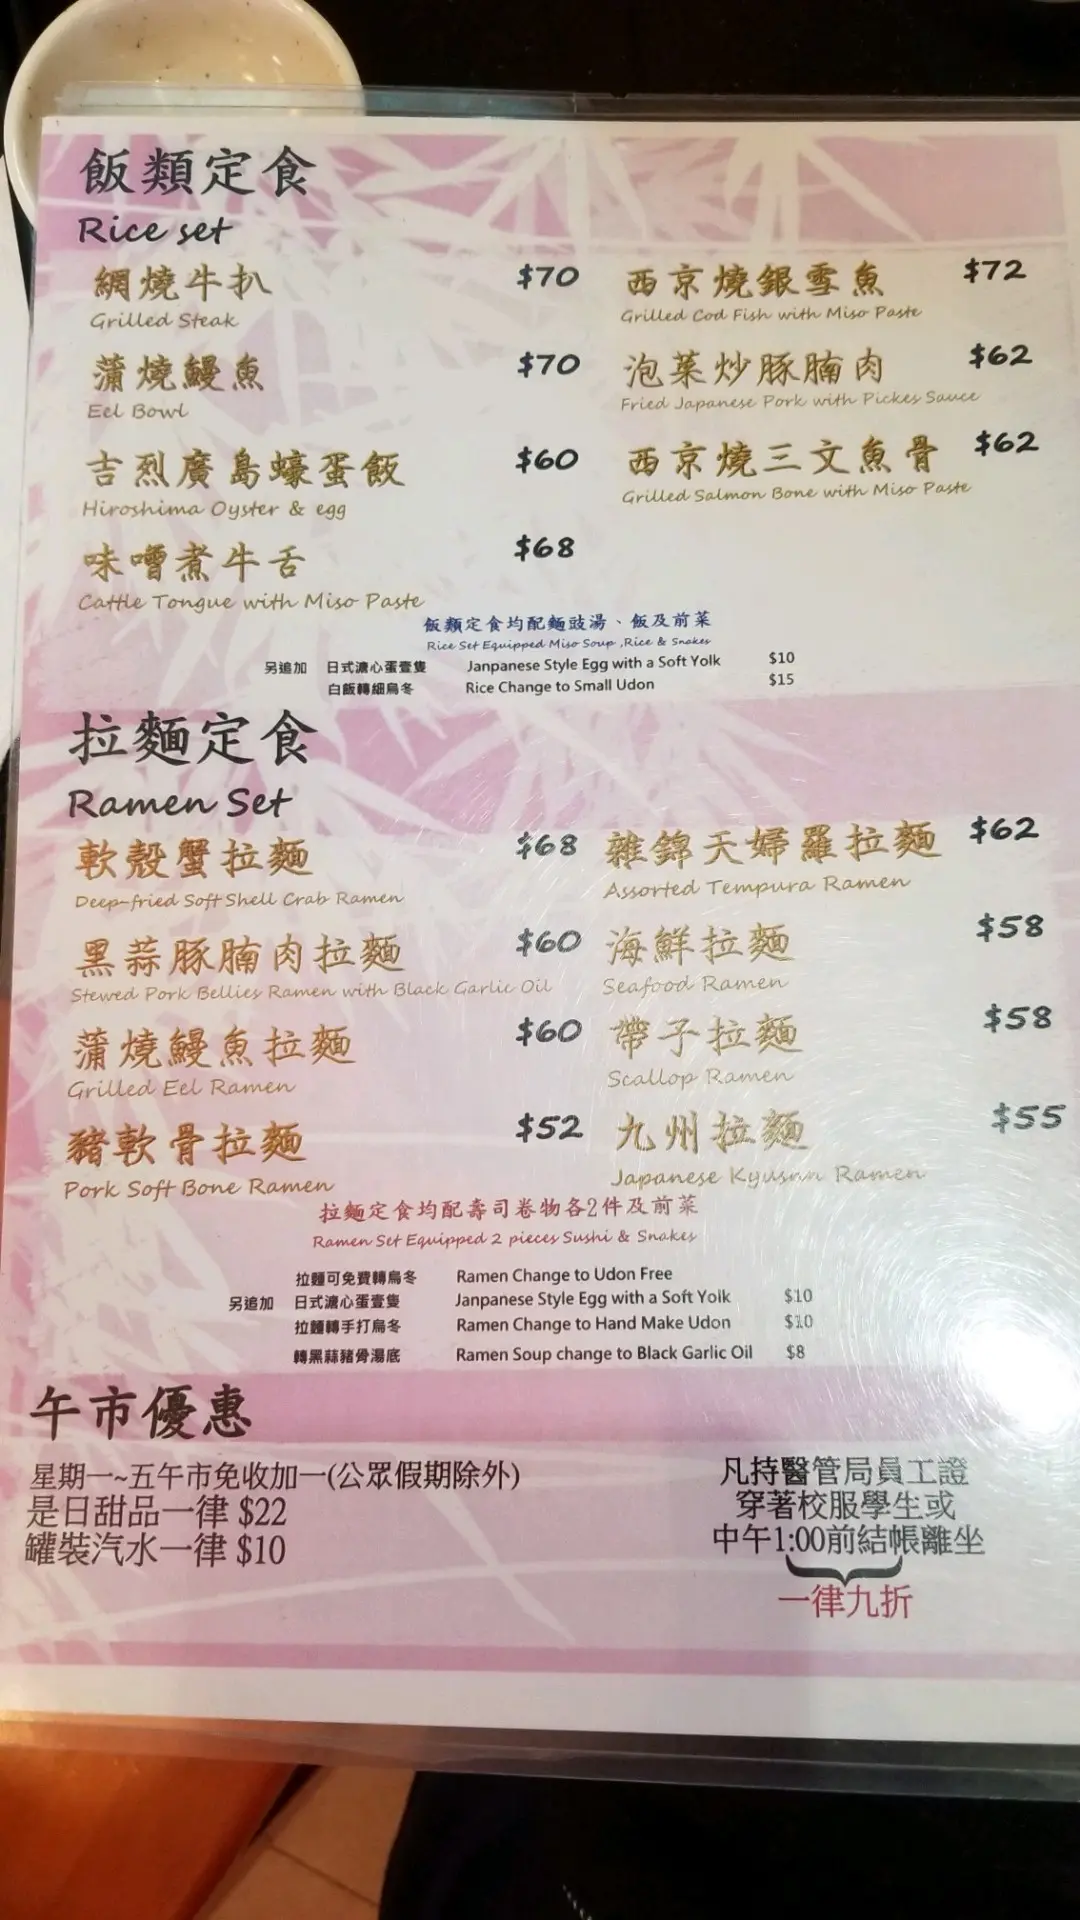 飯類定食
Rice set
網燒牛扒 $70
Grilled Steak
蒲燒鰻魚 $70
Eel Bowl
吉烈廣島蠔蛋飯 $60
Hiroshima Oyster & egg
味噌煮牛舌 $68
Cattle Tongue with Miso Paste
西京燒銀雪魚 $72
Grilled Cod Fish with Miso Paste
泡菜炒豚腩肉 $62
Fried Japanese Pork with Pickes Sauce
西京燒三文魚骨 $62
Grilled Salmon Bone with Miso Paste
飯類定食均配麵豉湯、飯及前菜
Rice Set Equipped Miso Soup ,Rice & Snakes
另追加 日式溏心蛋壹隻 Janpanese Style Egg with a Soft Yolk $10
白飯轉細烏冬 Rice Change to Small Udon $15
拉麵定食
Ramen Set
軟殼蟹拉麵 $68
Deep-fried Soft Shell Crab Ramen
黑蒜豚腩肉拉麵 $60
Stewed Pork Bellies Ramen with Black Garlic Oil
蒲燒鰻魚拉麵 $60
Grilled Eel Ramen
豬軟骨拉麵 $52
Pork Soft Bone Ramen
雜錦天婦羅拉麵 $62
Assorted Tempura Ramen
海鮮拉麵 $58
Seafood Ramen
帶子拉麵 $58
Scallop Ramen
九州拉麵 $55
Japanese Ramen
拉麵定食均配壽司卷物各2件及前菜
Ramen Set Equipped 2 pieces Sushi & Snakes
拉麵可免費轉烏冬 Ramen Change to Udon Free
另追加 日式溏心蛋壹隻 Janpanese Style Egg with a Soft Yolk $10
拉麵轉手打烏冬 Ramen Change to Hand Make Udon $10
轉黑蒜豬骨湯底 Ramen Soup change to Black Garlic Oil $8
午市優惠
星期一~五午市免收加一(公眾假期除外)
是日甜品一律 $22
罐裝汽水一律 $10
凡持醫管局員工證
穿著校服學生或
中午1:00前結帳離坐
一律九折